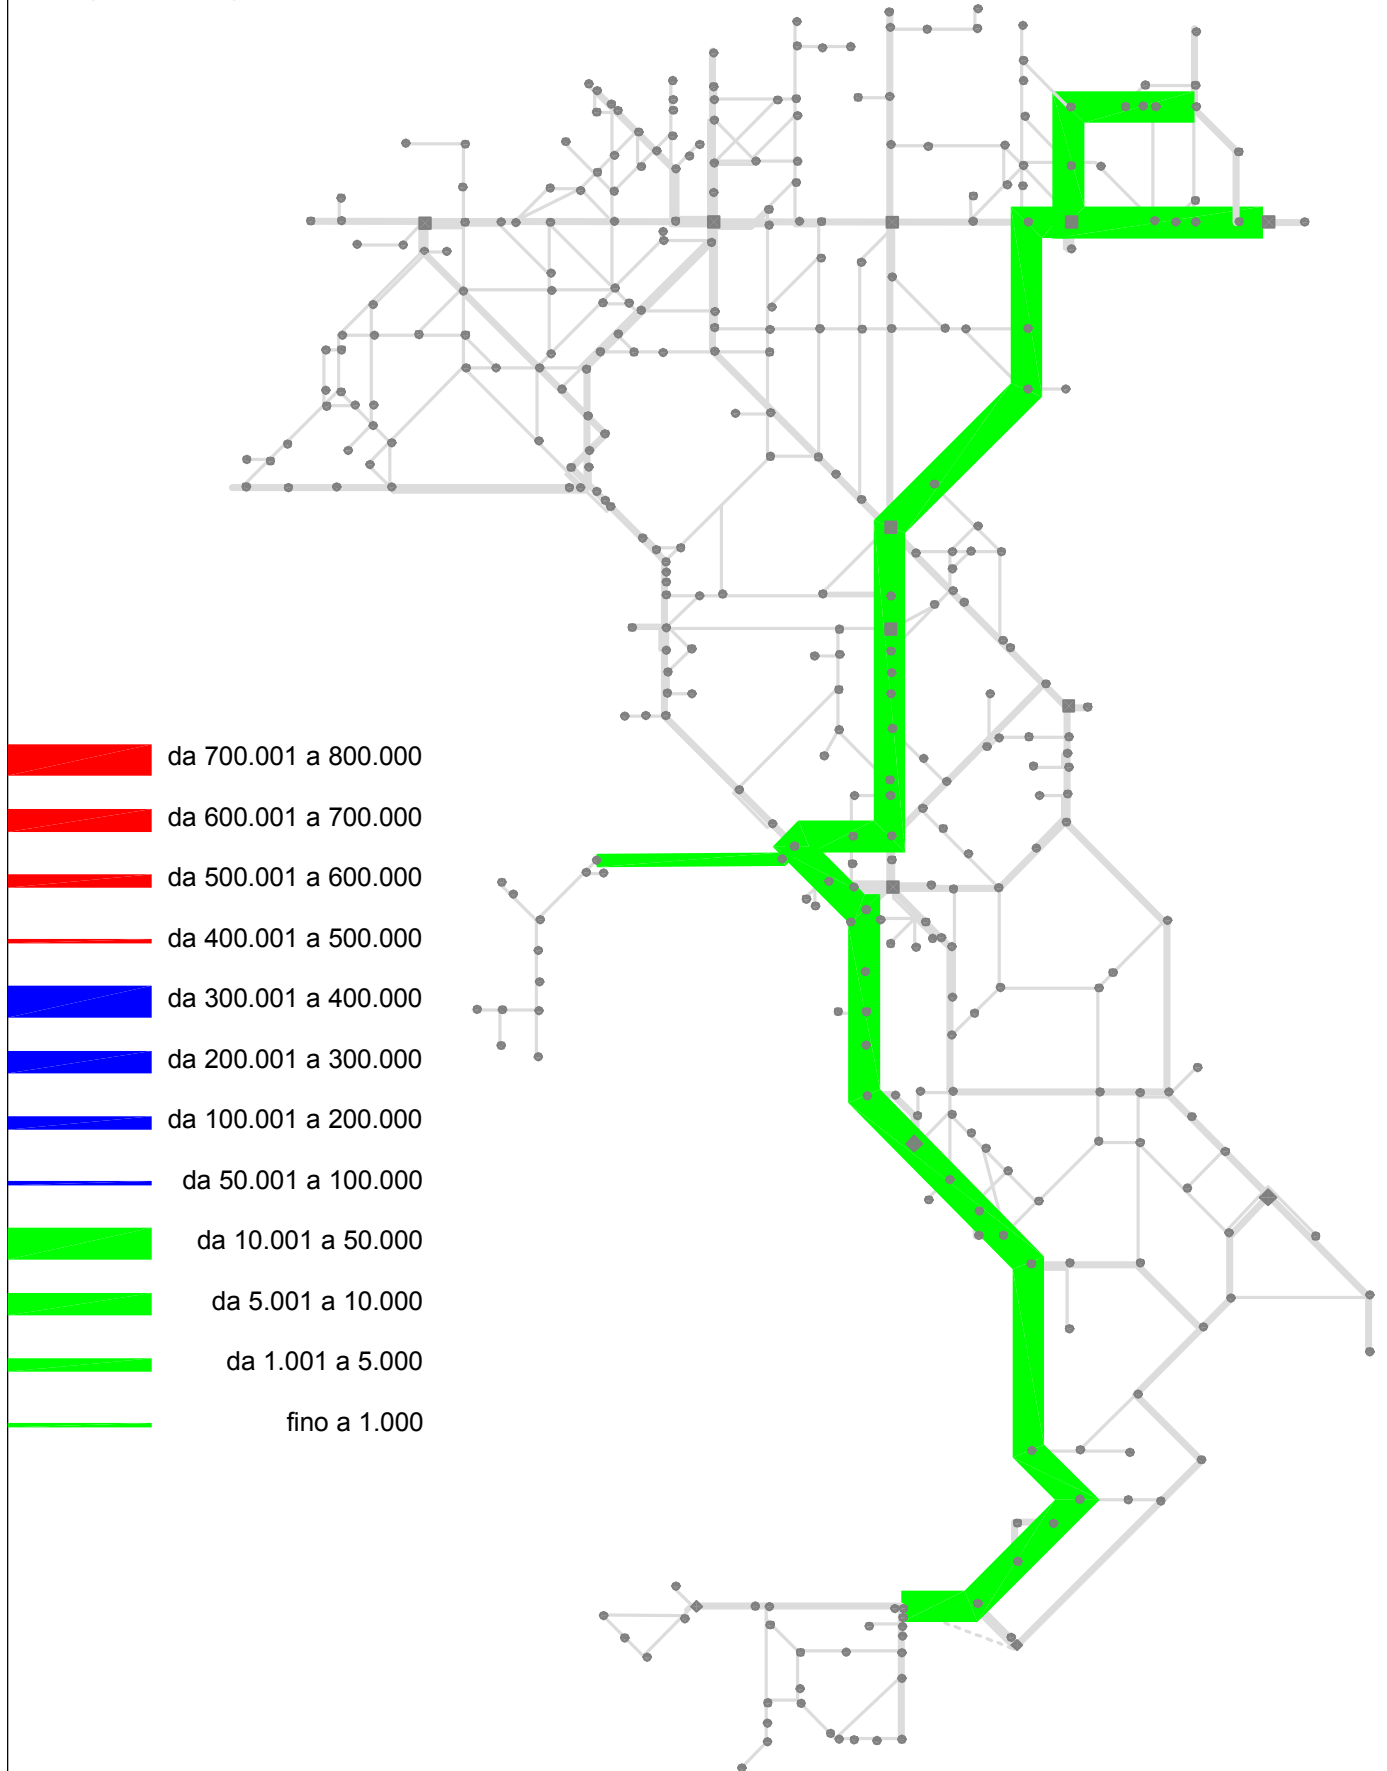 da 700.001 a 800.000
da 600.001 a 700.000
da 500.001 a 600.000
da 400.001 a 500.000
da 300.001 a 400.000
da 200.001 a 300.000
da 100.001 a 200.000
da 50.001 a 100.000
da 10.001 a 50.000
da 5.001 a 10.000
da 1.001 a 5.000
fino a 1.000